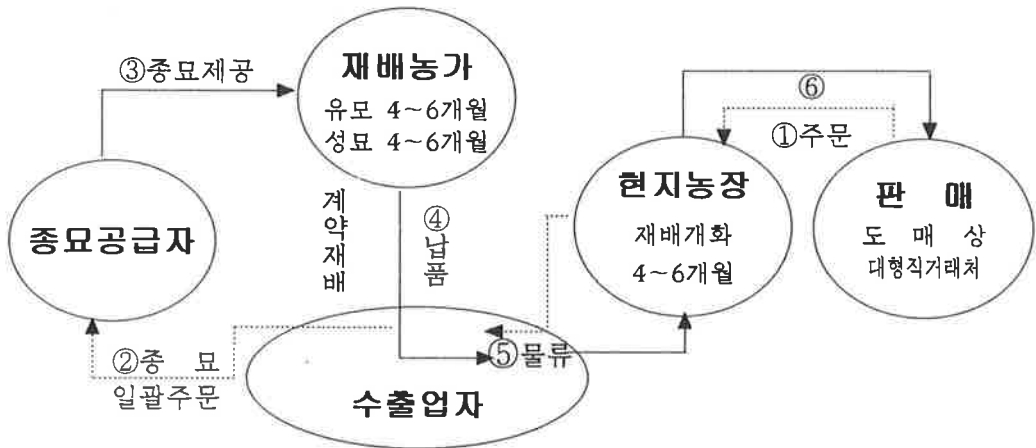 ③종묘제공
재배농가
유모 4~6개월
성묘 4~6개월
종묘공급자
계약재배
④납품
②종 묘
일괄주문
수출업자
⑤물류
현지농장
재배개화
4~6개월
⑥
①주문
판 매
도 매 상
대형직거래처